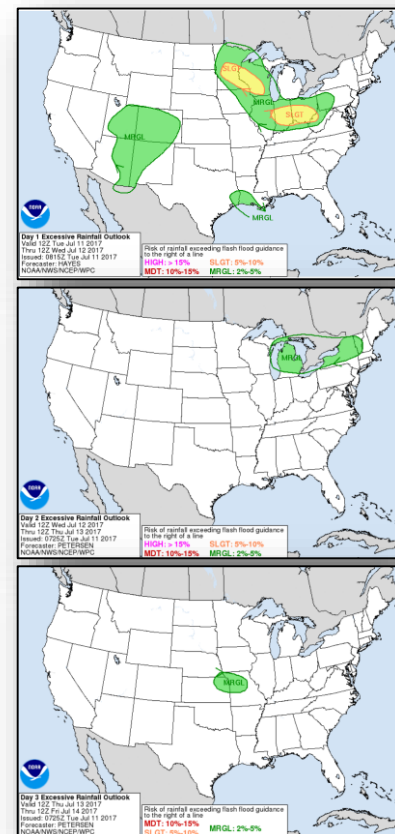 SLGT
MRGL
SLGT
MRGL
MRGL
NOAA
Day 1 Excessive Rainfall Outlook
Valid 12Z Tue Jul 11 2017
Thru 12Z Wed Jul 12 2017
Issued: 0815Z Tue Jul 11 2017
Forecaster: HAYES
NOAA/NWS/NCEP/WPC
Risk of rainfall exceeding flash flood guidance
to the right of a line
HIGH: > 15% SLGT: 5%-10%
MDT: 10%-15% MRGL: 2%-5%
MRGL
NOAA
Day 2 Excessive Rainfall Outlook
Valid 12Z Wed Jul 12 2017
Thru 12Z Thu Jul 13 2017
Issued: 0725Z Tue Jul 11 2017
Forecaster: PETERSEN
NOAA/NWS/NCEP/WPC
Risk of rainfall exceeding flash flood guidance
to the right of a line
HIGH: > 15% SLGT: 5%-10%
MDT: 10%-15% MRGL: 2%-5%
MRGL
NOAA
Day 3 Excessive Rainfall Outlook
Valid 12Z Thu Jul 13 2017
Thru 12Z Fri Jul 14 2017
Issued: 0725Z Tue Jul 11 2017
Forecaster: PETERSEN
NOAA/NWS/NCEP/WPC
Risk of rainfall exceeding flash flood guidance
to the right of a line
MDT: 10%-15% MRGL: 2%-5%
SLGT: 5%-10%